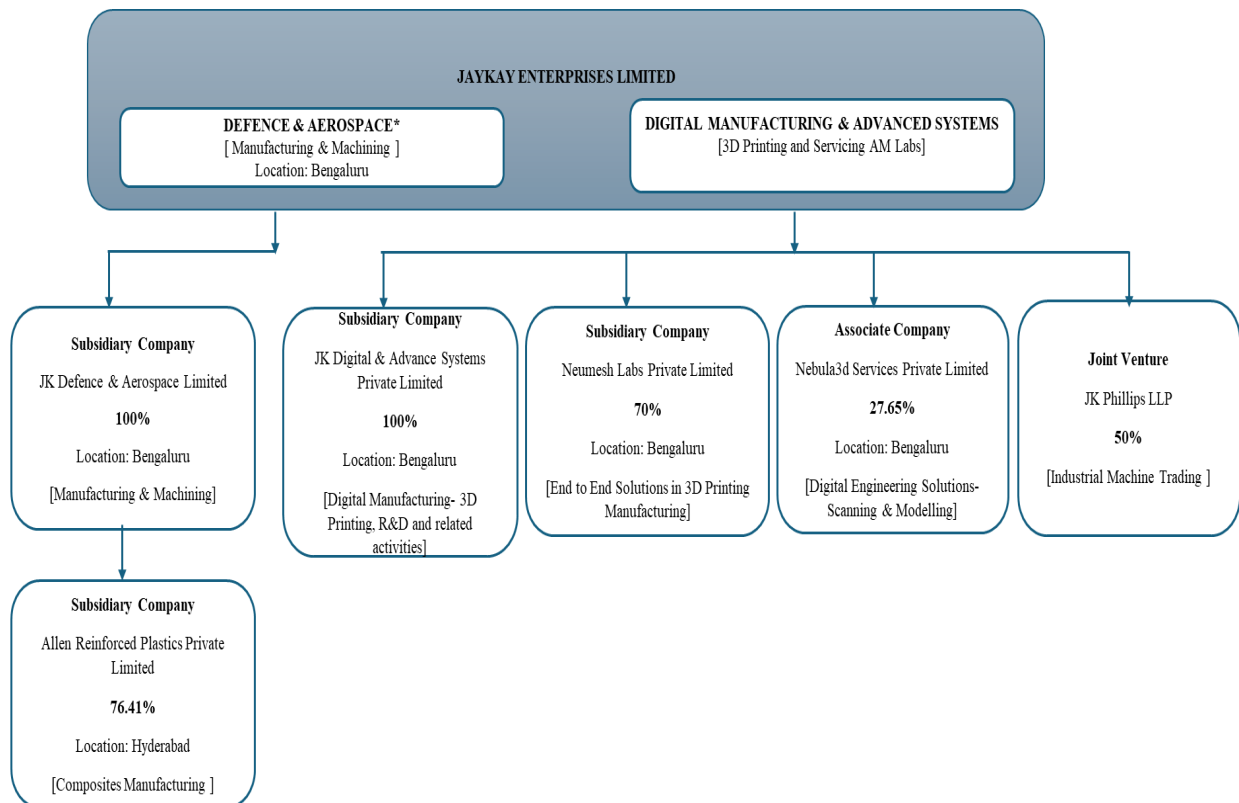 JAYKAY ENTERPRISES LIMITED
DEFENCE & AEROSPACE*
[ Manufacturing & Machining ]
Location: Bengaluru
DIGITAL MANUFACTURING & ADVANCED SYSTEMS
[3D Printing and Servicing AM Labs]
Subsidiary Company
JK Defence & Aerospace Limited
100%
Location: Bengaluru
[Manufacturing & Machining]
Subsidiary Company
JK Digital & Advance Systems
Private Limited
100%
Location: Bengaluru
[Digital Manufacturing- 3D
Printing, R&D and related
activities]
Subsidiary Company
Neumesh Labs Private Limited
70%
Location: Bengaluru
[End to End Solutions in 3D Printing
Manufacturing]
Associate Company
Nebula3d Services Private Limited
27.65%
Location: Bengaluru
[Digital Engineering Solutions-
Scanning & Modelling]
Joint Venture
JK Phillips LLP
50%
[Industrial Machine Trading ]
Subsidiary Company
Allen Reinforced Plastics Private
Limited
76.41%
Location: Hyderabad
[Composites Manufacturing ]